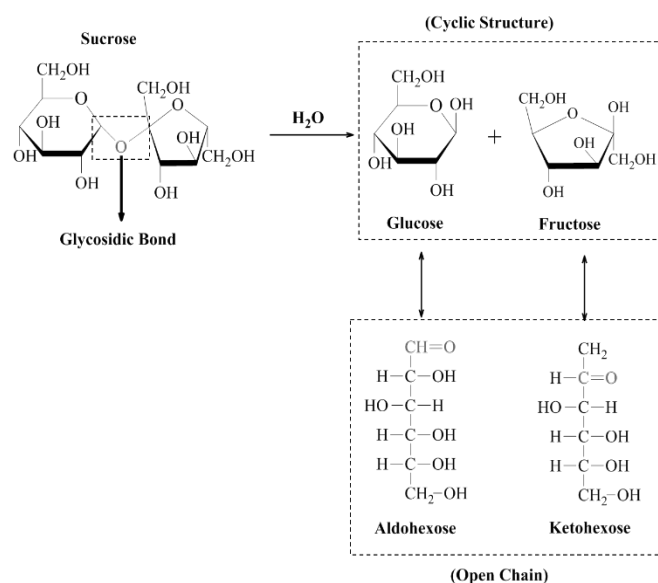 (Cyclic Structure)
Sucrose
CH2OH
O
OH
HO
OH
O
CH2OH
O
OH
OH
CH2OH
Glycosidic Bond
H2O
CH2OH
O OH
OH
HO
OH
Glucose
+
CH2OH
O OH
OH
CH2OH
OH
Fructose
CH=O
H-C-OH
HO-C-H
H-C-OH
H-C-OH
CH2-OH
Aldohexose
CH2
H-C=O
HO-C-H
H-C-OH
H-C-OH
CH2-OH
Ketohexose
(Open Chain)